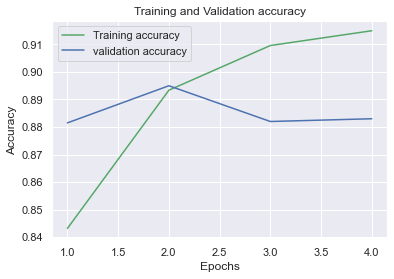 Training and Validation accuracy
Training accuracy
validation accuracy
0.91
0.90
0.89
0.88
0.87
0.86
0.85
0.84
Accuracy
1.0 1.5 2.0 2.5 3.0 3.5 4.0
Epochs